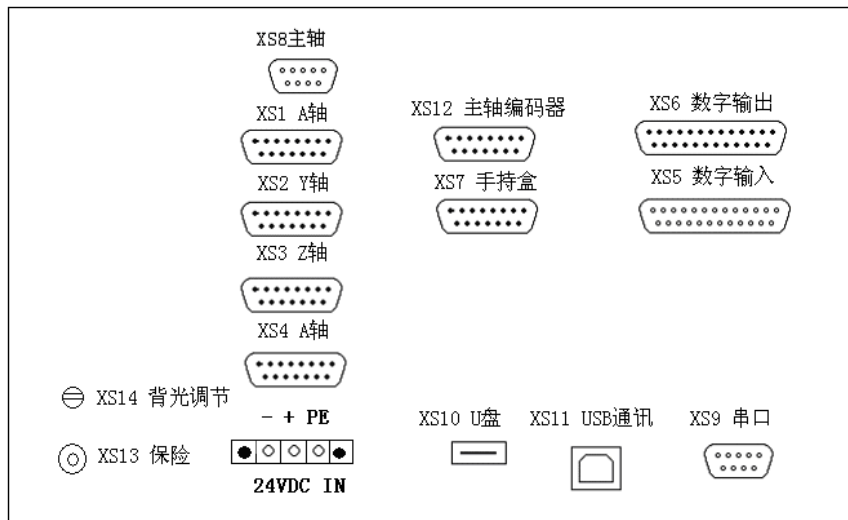 XS8主轴
XS1 A轴
XS12 主轴编码器
XS6 数字输出
XS2 Y轴
XS7 手持盒
XS5 数字输入
XS3 Z轴
XS4 A轴
XS14 背光调节
- + PE
XS10 U盘
XS11 USB通讯
XS9 串口
XS13 保险
24VDC IN